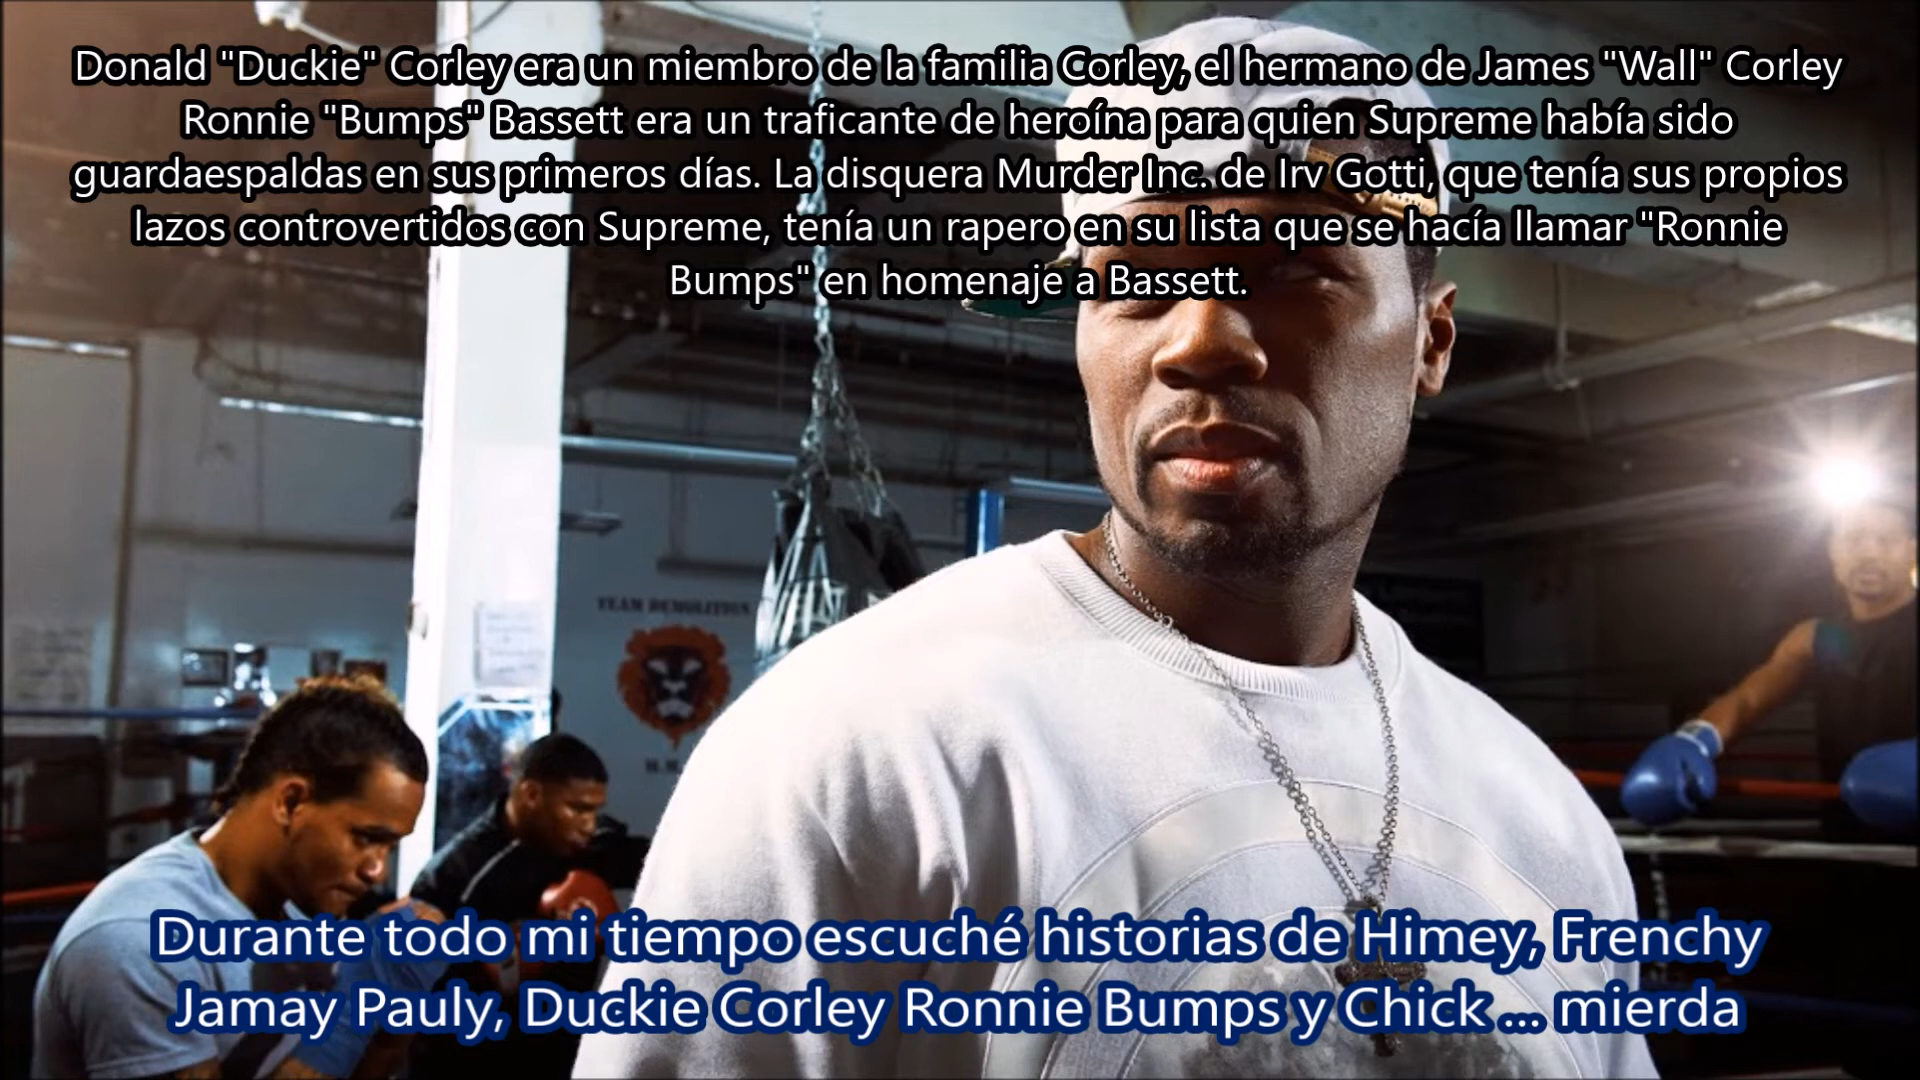 Donald "Duckie" Corley era un miembro de la familia Corley, el hermano de James "Wall" Corley
Ronnie "Bumps" Bassett era un traficante de heroína para quien Supreme había sido
guardaespaldas en sus primeros días. La disquera Murder Inc. de Irv Gotti, que tenía sus propios
lazos controvertidos con Supreme, tenía un rapero en su lista que se hacía llamar "Ronnie
Bumps" en homenaje a Bassett.
TEAM DEMOLITION
Durante todo mi tiempo escuché historias de Himey, Frenchy
Jamay Pauly, Duckie Corley Ronnie Bumps y Chick ... mierda